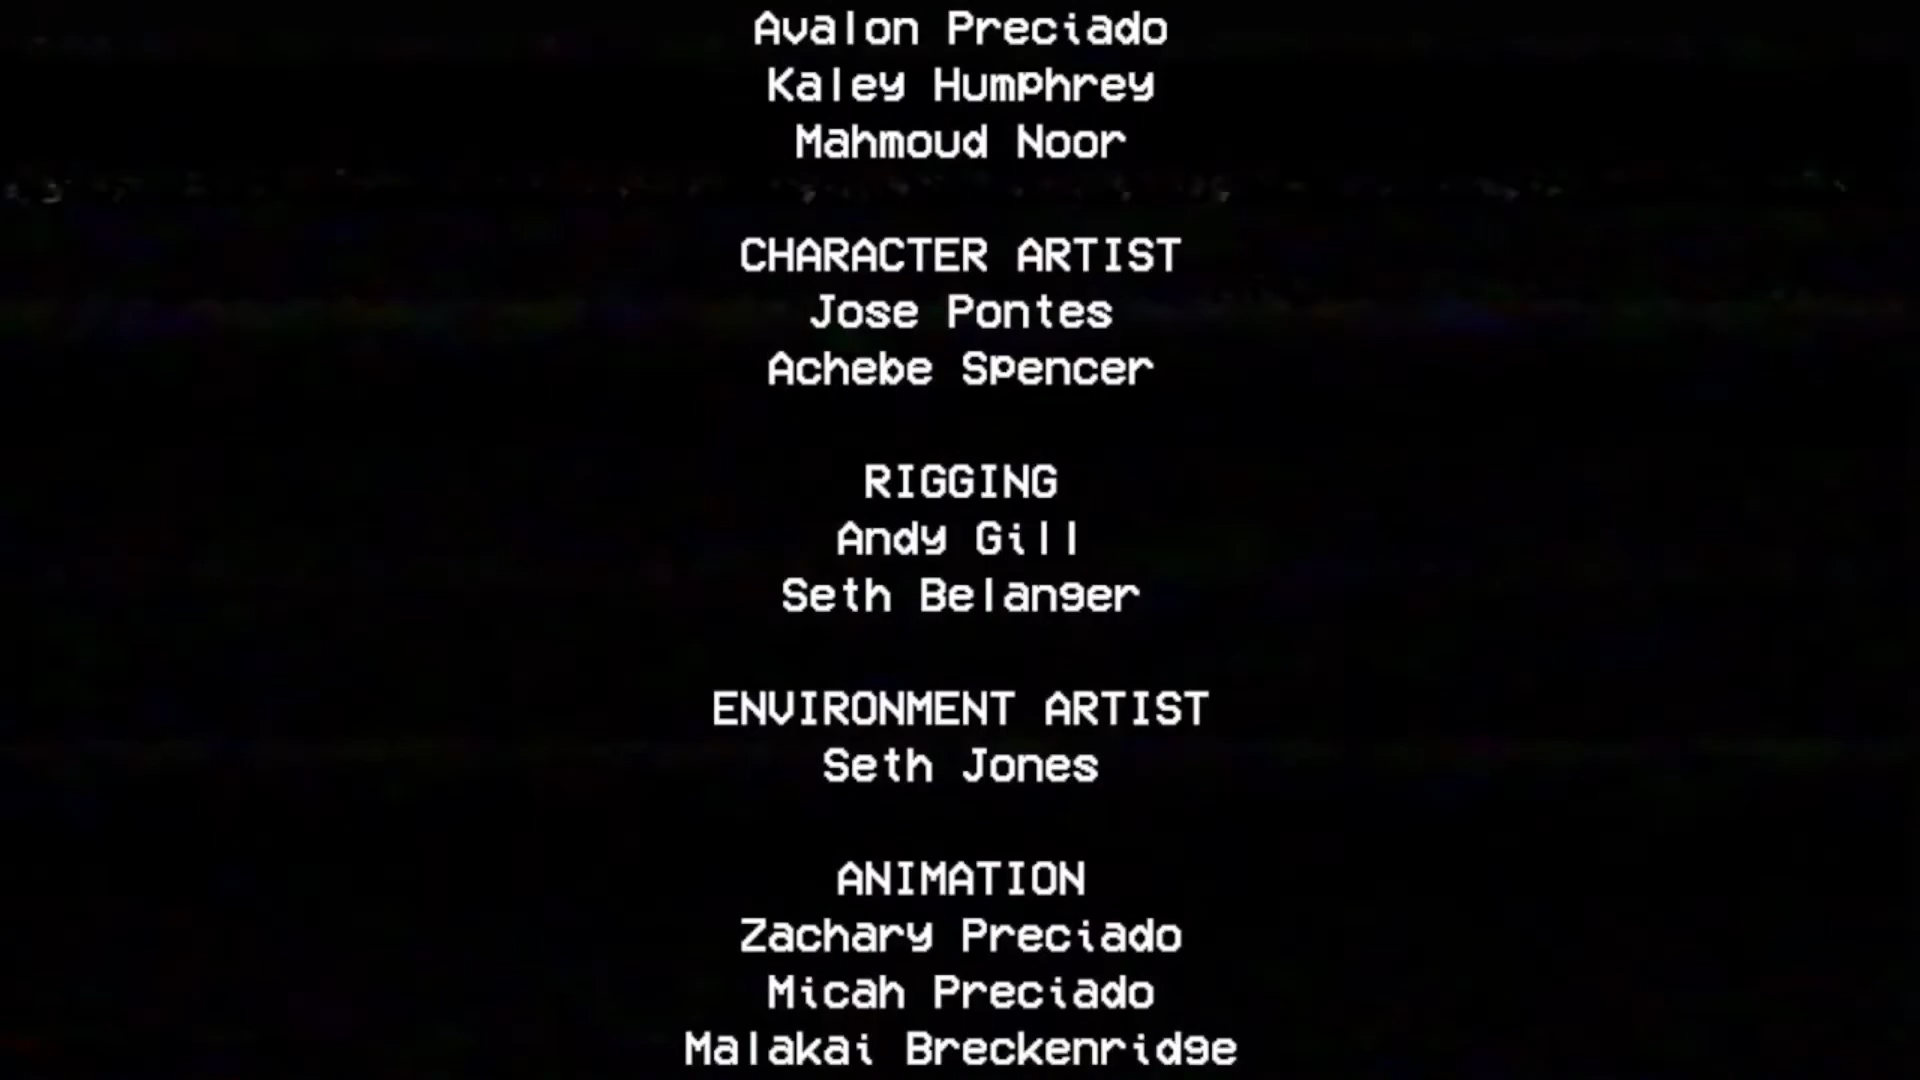 Avalon Preciado
Kaley Humphrey
Mahmoud Noor
CHARACTER ARTIST
Jose Pontes
Achebe Spencer
RIGGING
Andy Gill
Seth Belanger
ENVIRONMENT ARTIST
Seth Jones
ANIMATION
Zachary Preciado
Micah Preciado
Malakai Breckenridge